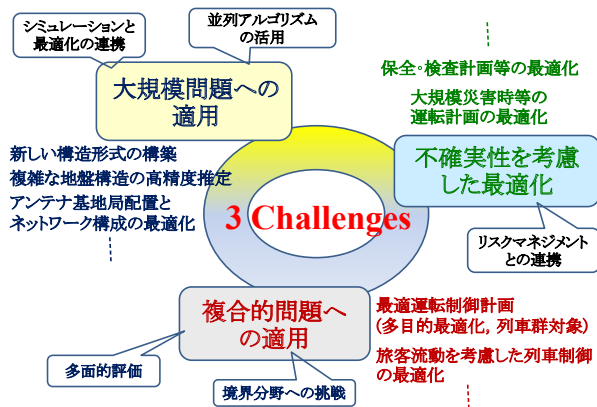 シミュレーションと
最適化の連携
並列アルゴリズム
の活用
大規模問題への
適用
新しい構造形式の構築
複雑な地盤構造の高精度推定
アンテナ基地局配置と
ネットワーク構成の最適化
保全・検査計画等の最適化
大規模災害時等の
運転計画の最適化
不確実性を考慮
した最適化
リスクマネジメント
との連携
3 Challenges
複合的問題へ
の適用
多面的評価
境界分野への挑戦
最適運転制御計画
(多目的最適化, 列車群対象)
旅客流動を考慮した列車制御
の最適化